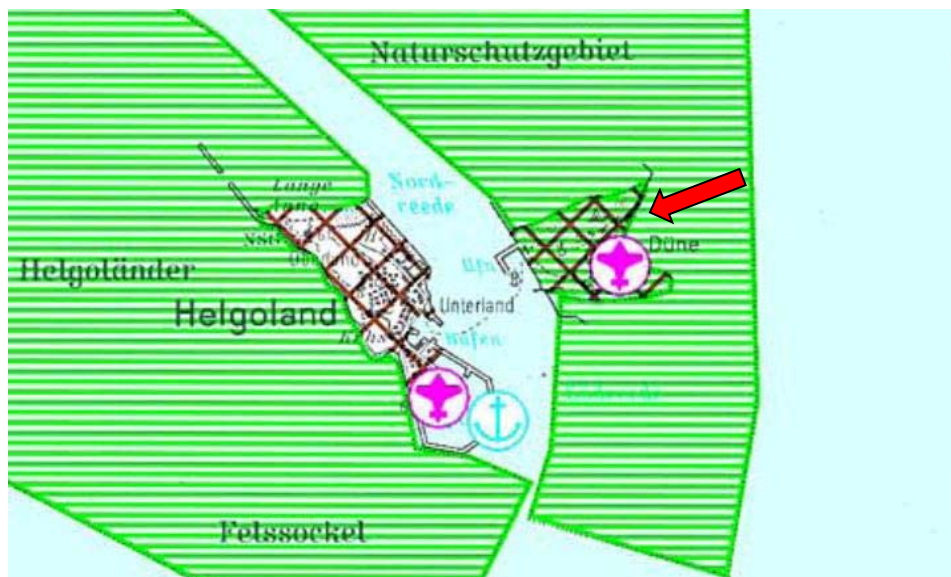 Naturschutzgebiet
Lange
Anna
Nord-
reede
Düne
Helgoländer
Helgoland
Unterland
Hafen
Felssockel